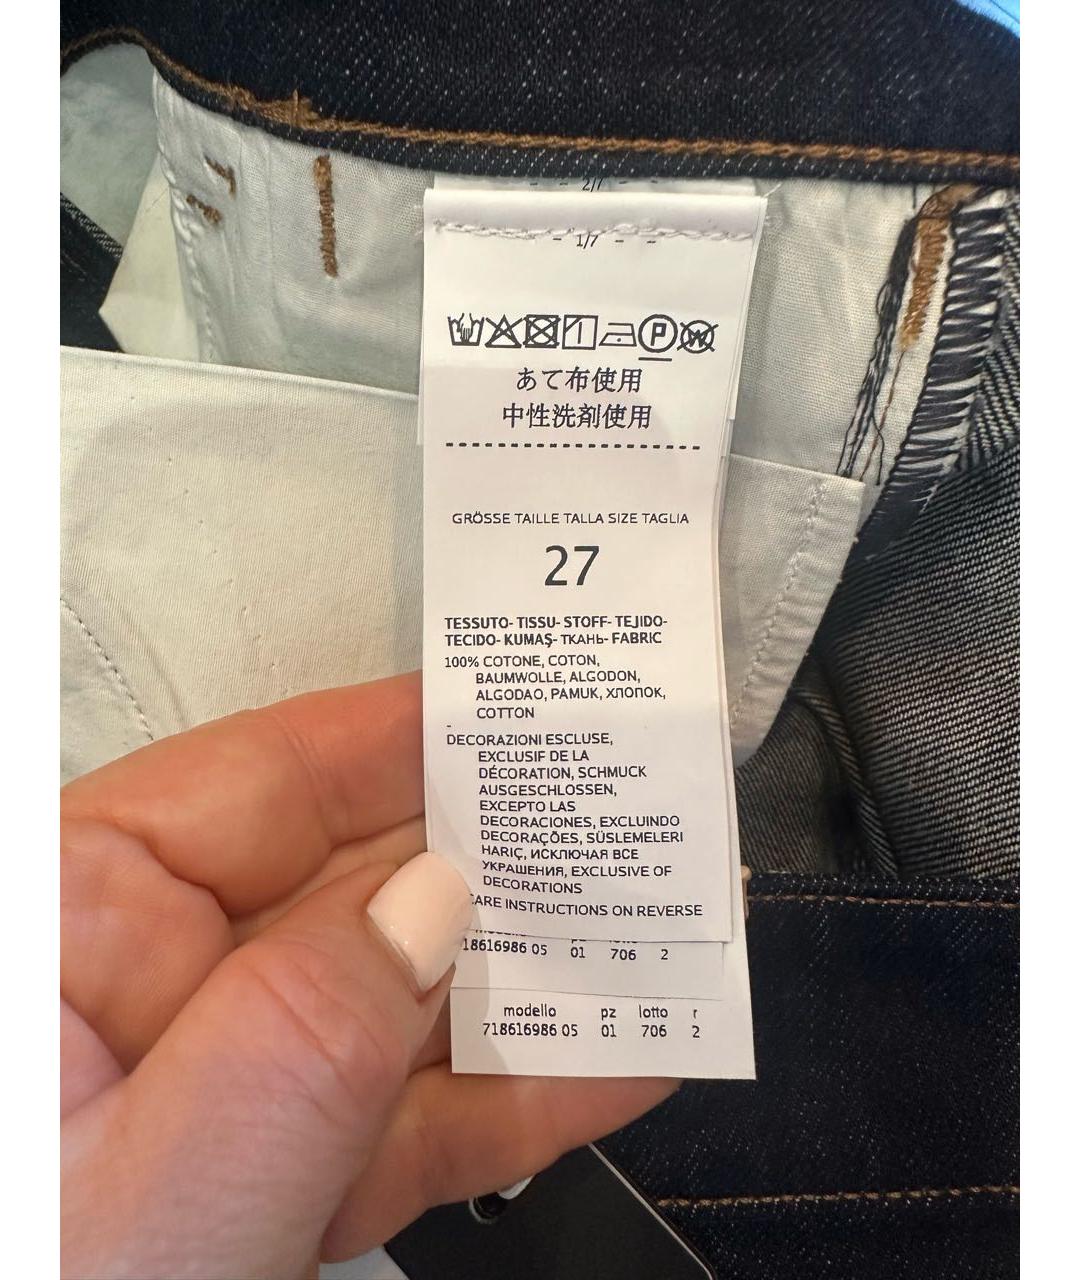 - - 2/7 - -
- 1/7 - -
P W
あて布使用
中性洗剤使用
GRÖSSE TAILLE TALLA SIZE TAGLIA
27
TESSUTO- TISSU- STOFF- TEJIDO-
TECIDO- KUMAŞ- ТКАНЬ- FABRIC
100% COTONE, COTON,
BAUMWOLLE, ALGODON,
ALGODAO, PAMUK, ХЛОПОК,
COTTON
-
DECORAZIONI ESCLUSE,
EXCLUSIF DE LA
DÉCORATION, SCHMUCK
AUSGESCHLOSSEN,
EXCEPTO LAS
DECORACIONES, EXCLUINDO
DECORAÇÕES, SÜSLEMELERI
HARIÇ, ИСКЛЮЧАЯ ВСЕ
УКРАШЕНИЯ, EXCLUSIVE OF
DECORATIONS
CARE INSTRUCTIONS ON REVERSE
18616986 05 01 706 2
modello pz lotto r
718616986 05 01 706 2